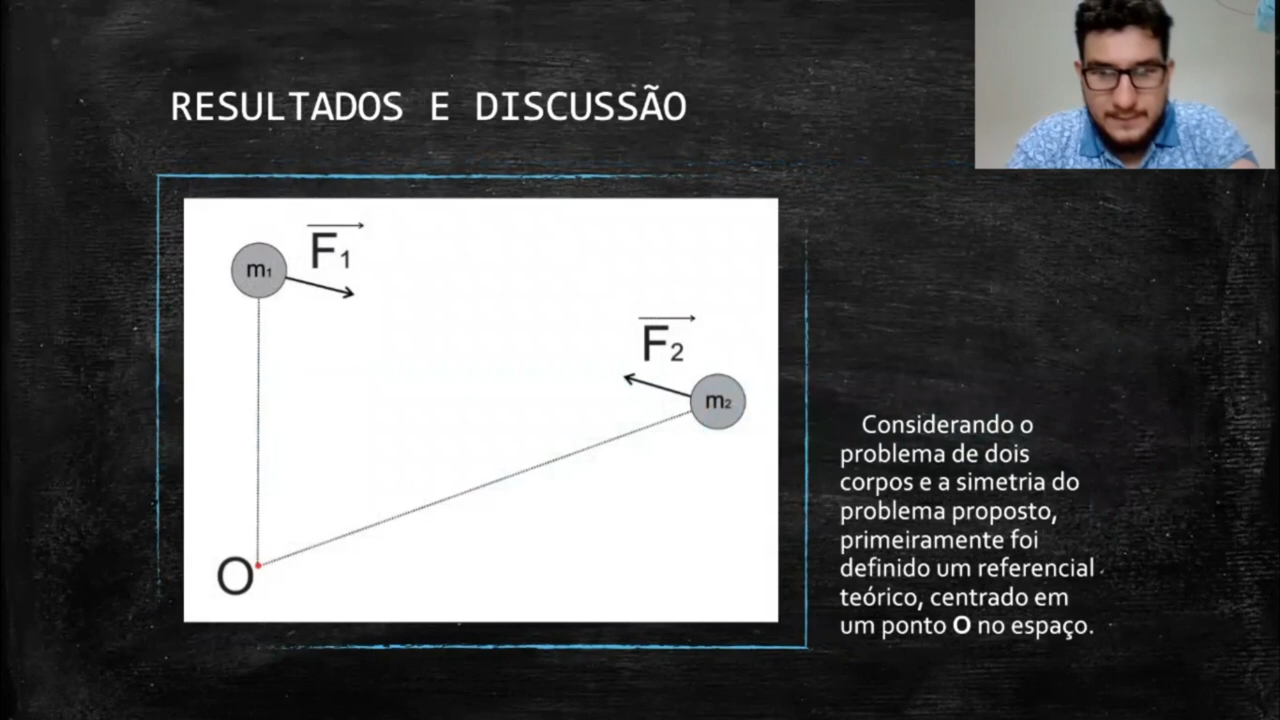 RESULTADOS E DISCUSSÃO
F1
m1
F2
m2
O
Considerando o
problema de dois
corpos e a simetria do
problema proposto,
primeiramente foi
definido um referencial
teórico, centrado em
um ponto O no espaço.